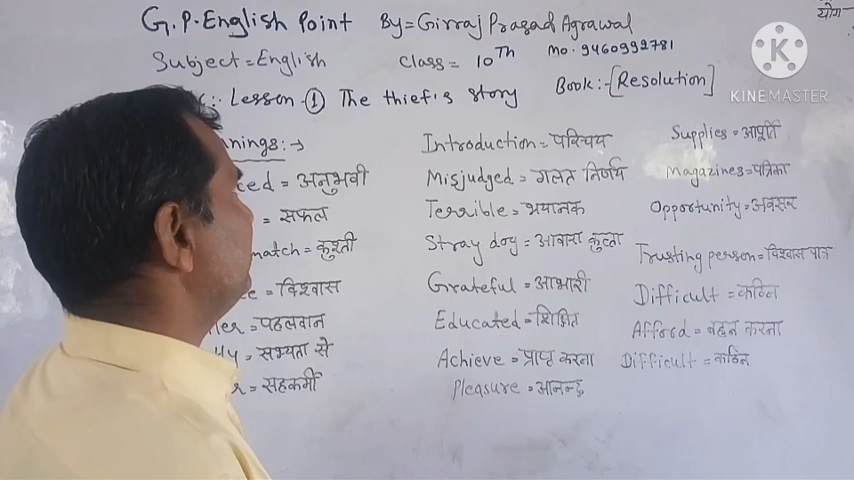 G.P. English Point By = Girraj Prasad Agrawal
योग-
Subject = English Class = 10th Mo. 9460992781
Lesson - 1 The thief's story Book:- [Resolution]
KINEMASTER
nings:→
ced = अनुभवी
= सफल
match = कुश्ती
e = विश्वास
ler = पहलवान
ly = सभ्यता से
r = सहकर्मी
Introduction = परिचय
Misjudged = गलत निर्णय
Terrible = भयानक
Stray dog = आवारा कुत्ता
Grateful = आभारी
Educated = शिक्षित
Achieve = प्राप्त करना
Pleasure = आनन्द
Supplies = आपूर्ति
Magazines = पत्रिका
Opportunity = अवसर
Trusting person = विश्वास पात्र
Difficult = कठिन
Afford = वहन करना
Difficult = कठिन